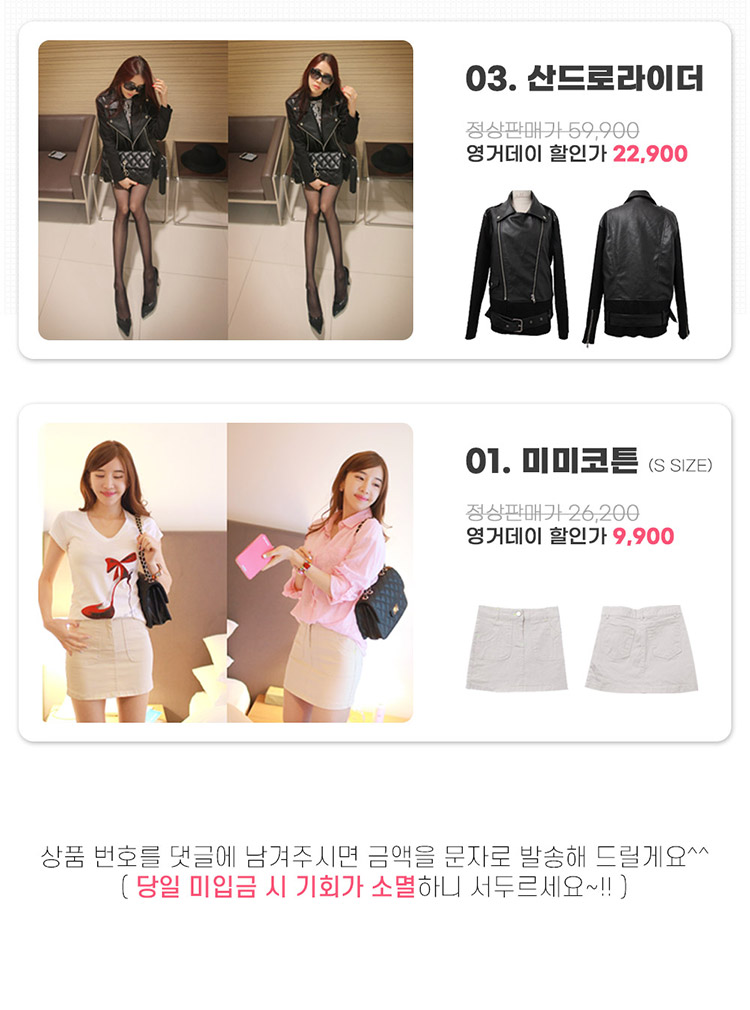 03. 산드로라이더
정상판매가 59,900
영거데이 할인가 22,900
01. 미미코튼 (S SIZE)
정상판매가 26,200
영거데이 할인가 9,900
상품 번호를 댓글에 남겨주시면 금액을 문자로 발송해 드릴게요^^
( 당일 미입금 시 기회가 소멸하니 서두르세요~!! )